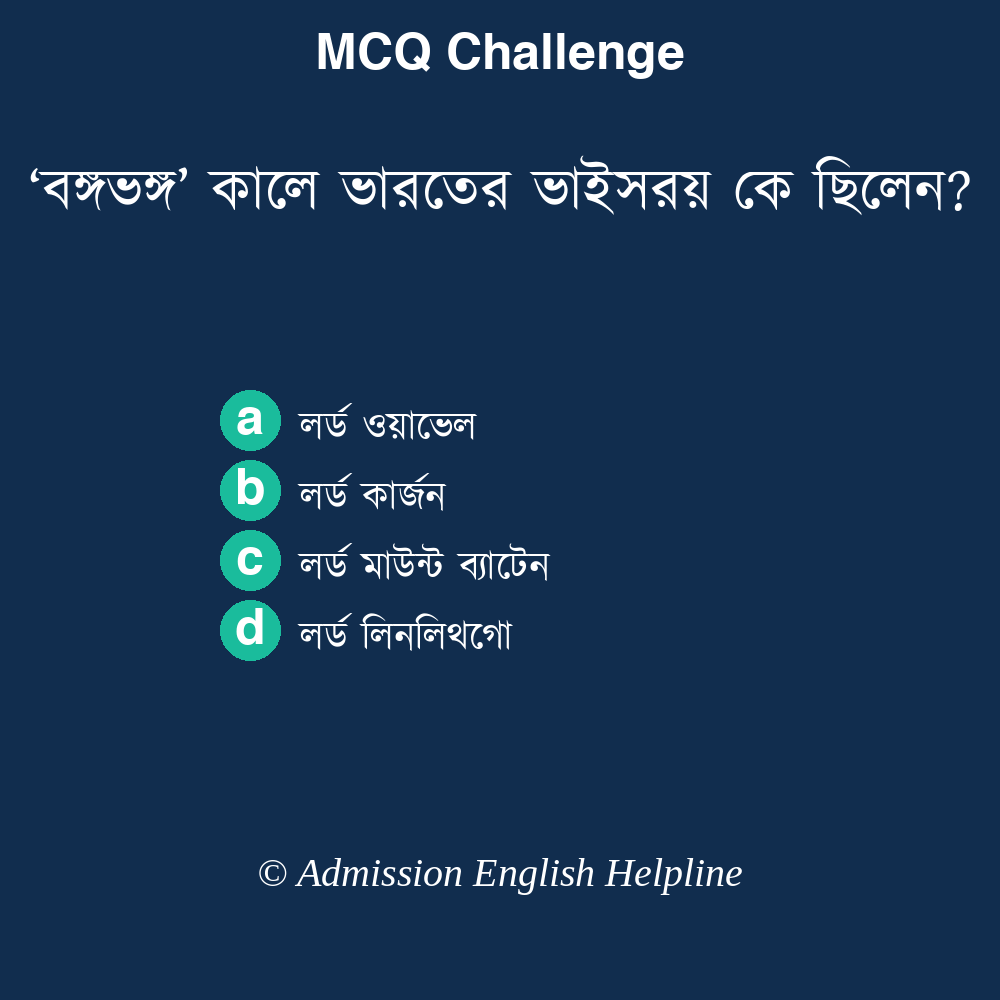 MCQ Challenge
‘বঙ্গভঙ্গ’ কালে ভারতের ভাইসরয় কে ছিলেন?
a লর্ড ওয়াভেল
b লর্ড কার্জন
c লর্ড মাউন্ট ব্যাটেন
d লর্ড লিনলিথগো
© Admission English Helpline